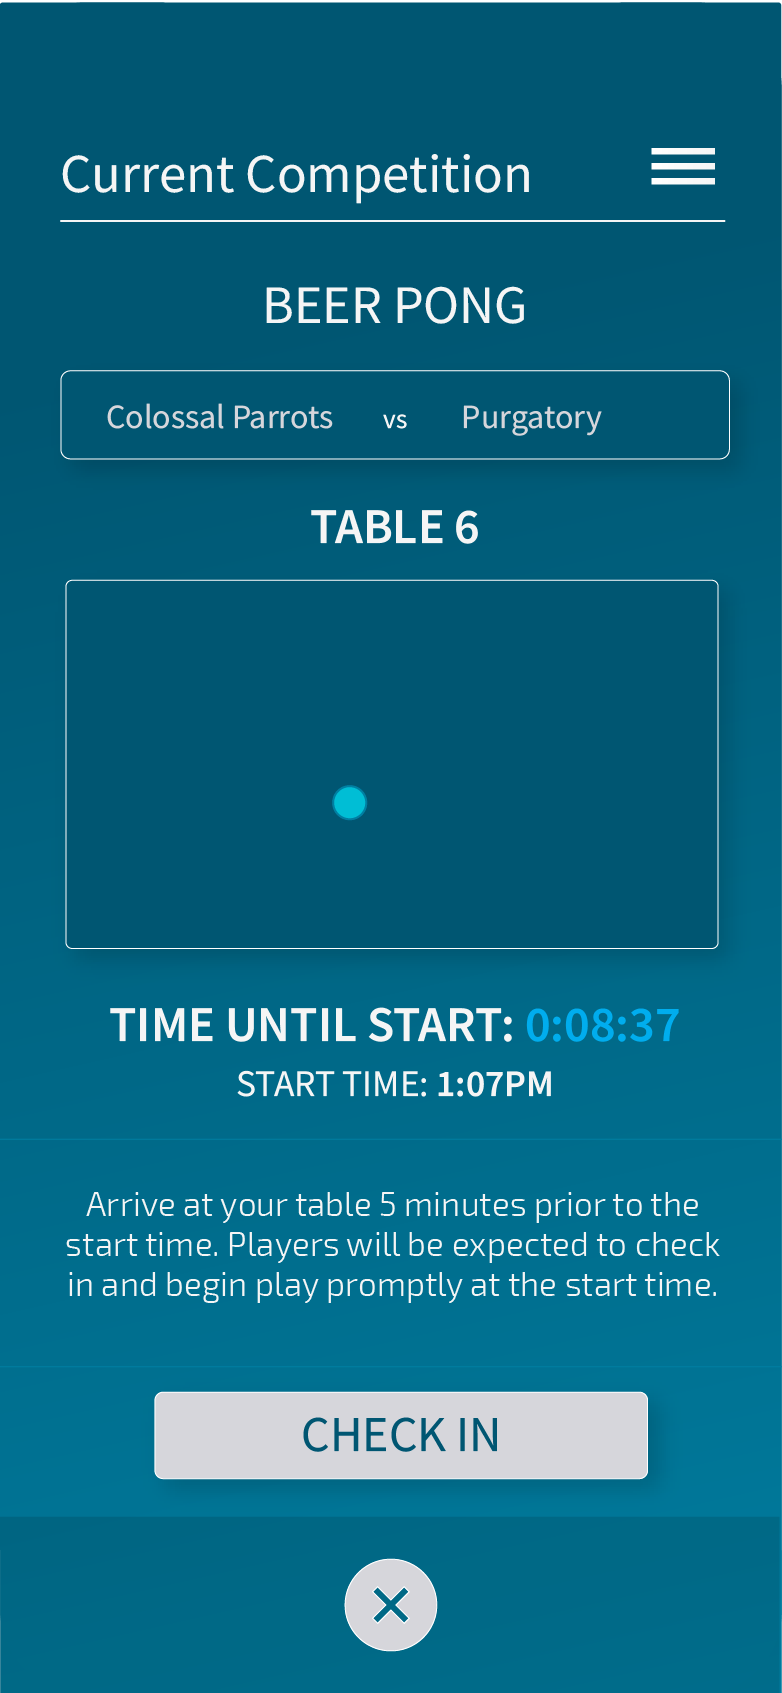 Current Competition
BEER PONG
Colossal Parrots vs Purgatory
TABLE 6
TIME UNTIL START: 0:08:37
START TIME: 1:07PM
Arrive at your table 5 minutes prior to the
start time. Players will be expected to check
in and begin play promptly at the start time.
CHECK IN